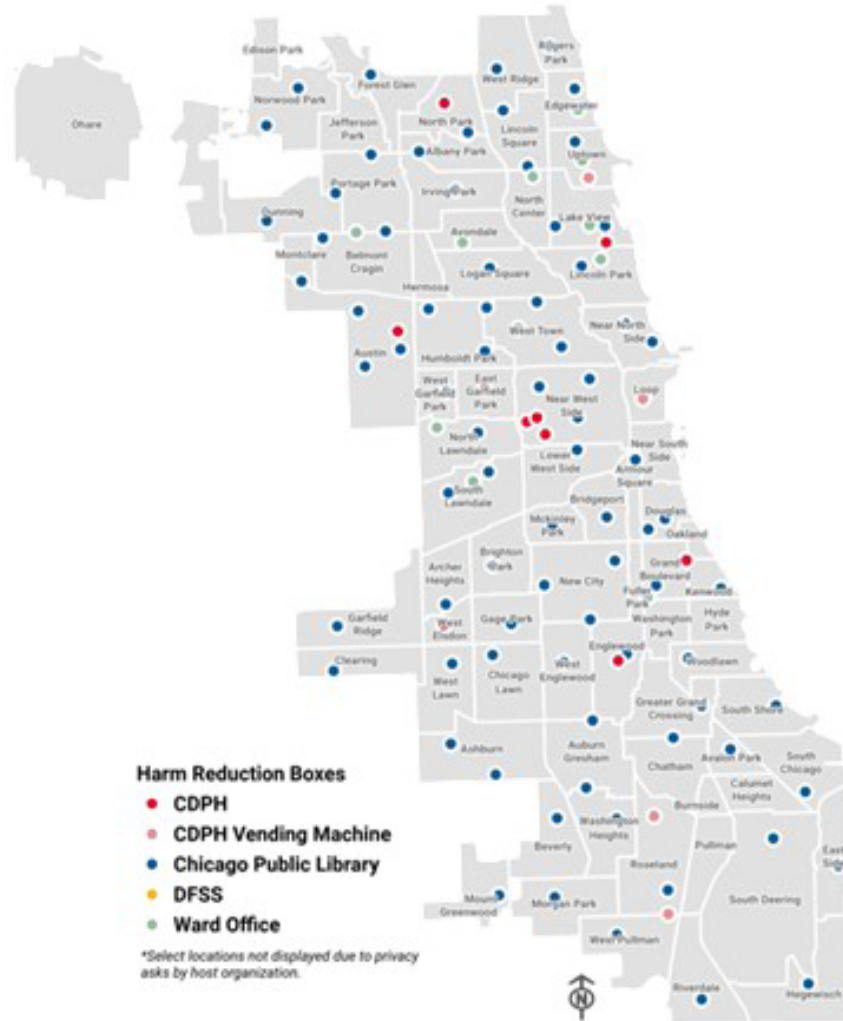 Edison Park
Rogers
Park
Forest Glen
West Ridge
Norwood Park
Edgewater
Ohare
Jefferson
Park
North Park
Lincoln
Square
Albany Park
Uptown
Portage Park
Irving Park
North
Center
Dunning
Lake View
Avondale
Montclare
Belmont
Cragin
Logan Square
Lincoln Park
Hermosa
West Town
Near North
Side
Austin
Humboldt Park
West
Garfield
Park
East
Garfield
Park
Loop
Near West
Side
North
Lawndale
Near South
Side
Lower
West Side
Armour
Square
South
Lawndale
Bridgeport
Mckinley
Park
Douglas
Oakland
Brighton
Park
Archer
Heights
Grand
Boulevard
New City
Fuller
Park
Kenwood
Garfield
Ridge
West
Elsdon
Gage Park
Washington
Park
Hyde
Park
Englewood
Clearing
West
Englewood
Woodlawn
West
Lawn
Chicago
Lawn
Greater Grand
Crossing
South Shore
Ashburn
Auburn
Gresham
Avalon Park
South
Chicago
Chatham
Calumet
Heights
Burnside
Washington
Heights
Beverly
Pullman
East
Side
Roseland
Mount
Greenwood
Morgan Park
South Deering
West Pullman
Riverdale
Hegewisch
Harm Reduction Boxes
CDPH
CDPH Vending Machine
Chicago Public Library
DFSS
Ward Office
*Select locations not displayed due to privacy
asks by host organization.
N